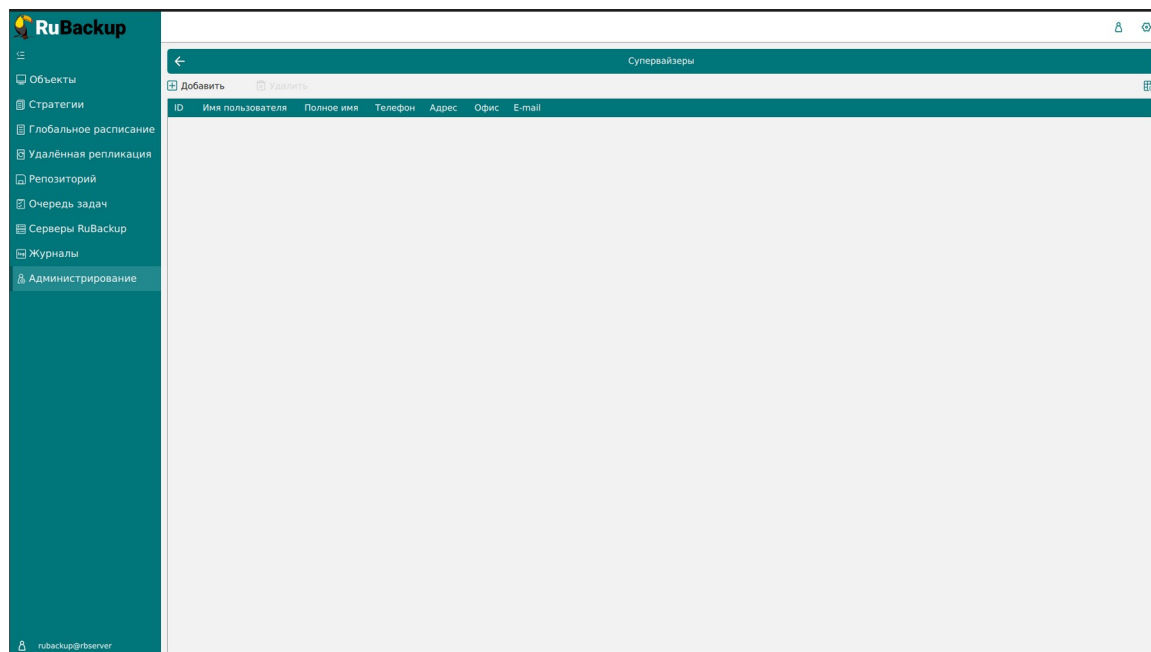 RuBackup
Супервайзеры
Объекты
Стратегии
Глобальное расписание
Удалённая репликация
Репозиторий
Очередь задач
Серверы RuBackup
Журналы
Администрирование
Добавить Удалить
ID Имя пользователя Полное имя Телефон Адрес Офис E-mail
rubackup@rbserver